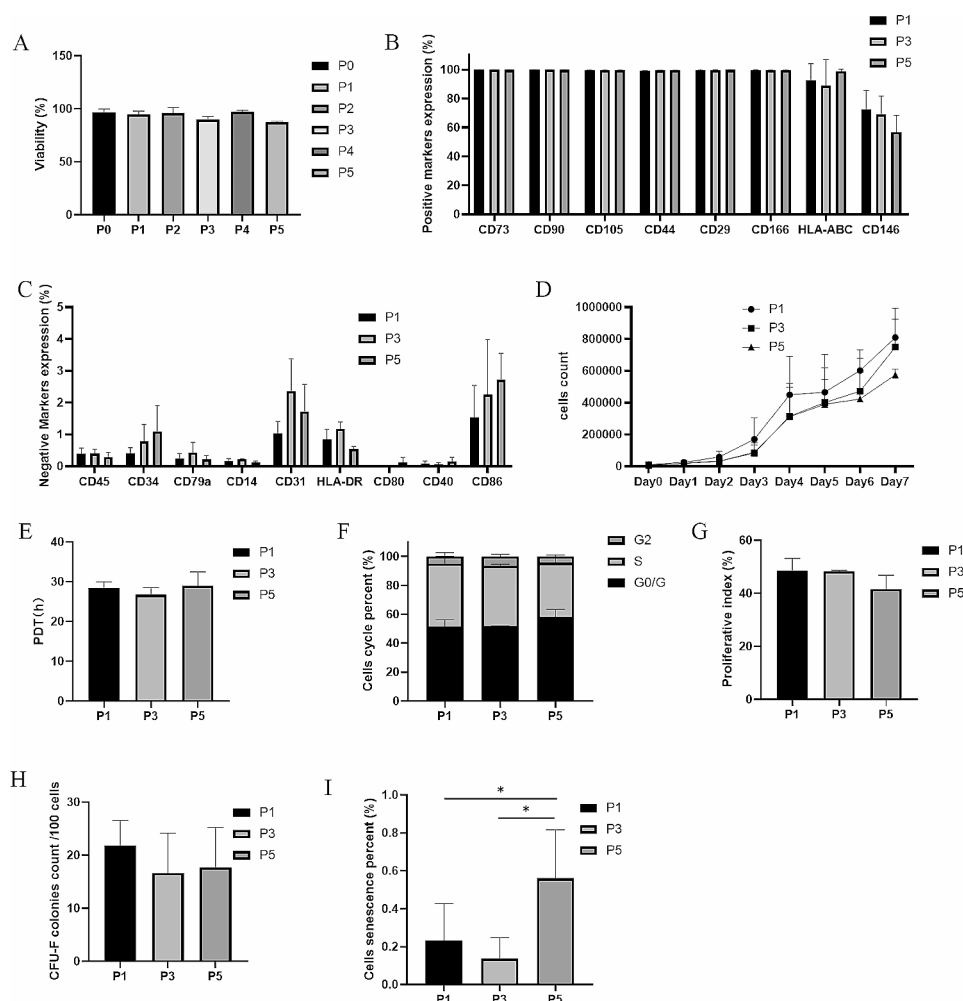 A
Viability (%)
150
100
50
0
P0 P1 P2 P3 P4 P5
P0
P1
P2
P3
P4
P5
B
Positive markers expression (%)
100
80
60
40
20
0
CD73 CD90 CD105 CD44 CD29 CD166 HLA-ABC CD146
P1
P3
P5
C
Negative Markers expression (%)
5
4
3
2
1
0
CD45 CD34 CD79a CD14 CD31 HLA-DR CD80 CD40 CD86
P1
P3
P5
D
cells count
1000000
800000
600000
400000
200000
0
Day0 Day1 Day2 Day3 Day4 Day5 Day6 Day7
P1
P3
P5
E
PDT(h)
40
30
20
10
0
P1 P3 P5
P1
P3
P5
F
Cells cycle percent (%)
100
80
60
40
20
0
P1 P3 P5
G2
S
G0/G
G
Proliferative index (%)
60
40
20
0
P1 P3 P5
P1
P3
P5
H
CFU-F colonies count /100 cells
30
20
10
0
P1 P3 P5
P1
P3
P5
I
Cells senescence percent (%)
1.0
0.8
0.6
0.4
0.2
0.0
* 
*
P1 P3 P5
P1
P3
P5